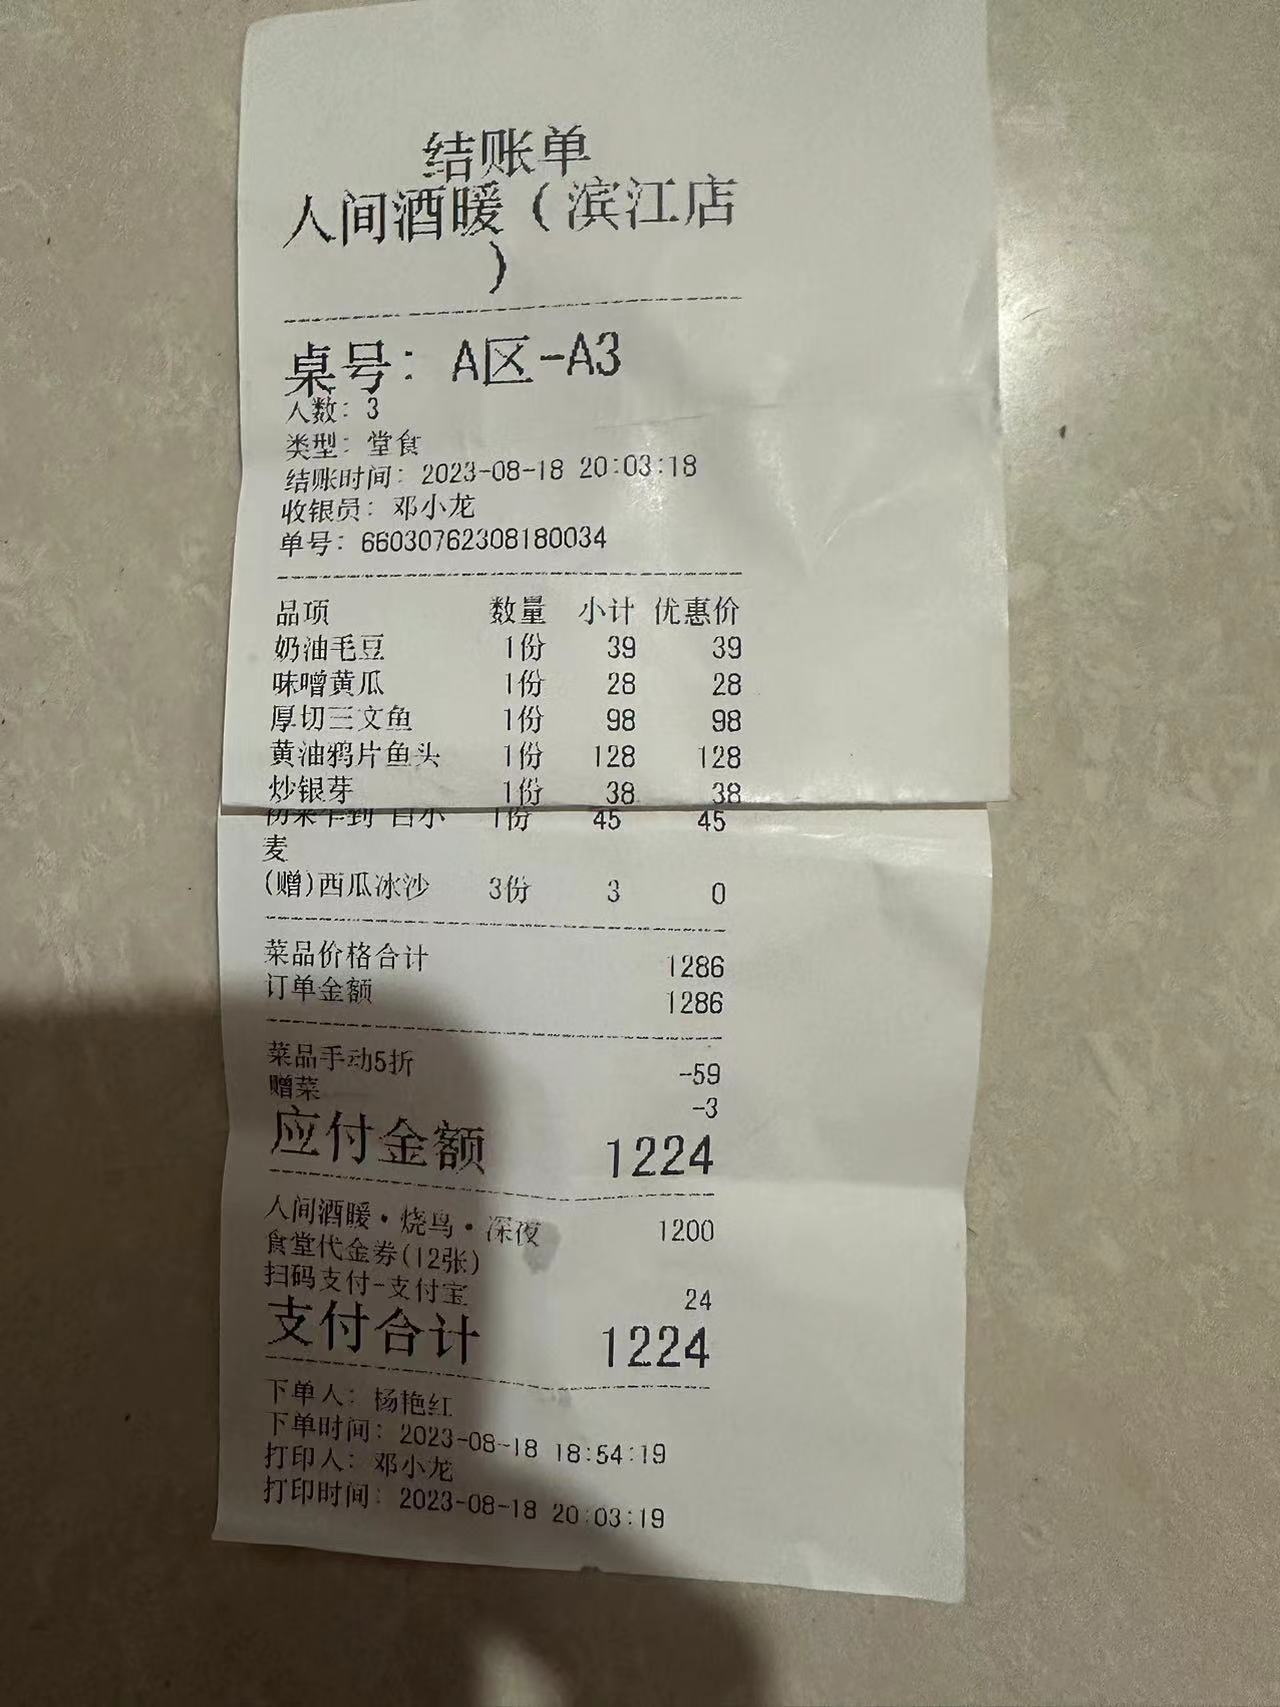 结账单
人间酒暖(滨江店
)
桌号: A区-A3
人数: 3
类型: 堂食
结账时间: 2023-08-18 20:03:18
收银员: 邓小龙
单号: 66030762308180034
品项 数量 小计 优惠价
奶油毛豆 1份 39 39
味噌黄瓜 1份 28 28
厚切三文鱼 1份 98 98
黄油鸦片鱼头 1份 128 128
炒银芽 1份 38 38
白小 1份 45 45
麦
(赠)西瓜冰沙 3份 3 0
菜品价格合计 1286
订单金额 1286
菜品手动5折 -59
赠菜 -3
应付金额 1224
人间酒暖·烧鸟·深夜 1200
食堂代金券(12张)
扫码支付-支付宝 24
支付合计 1224
下单人: 杨艳红
下单时间: 2023-08-18 18:54:19
打印人: 邓小龙
打印时间: 2023-08-18 20:03:19